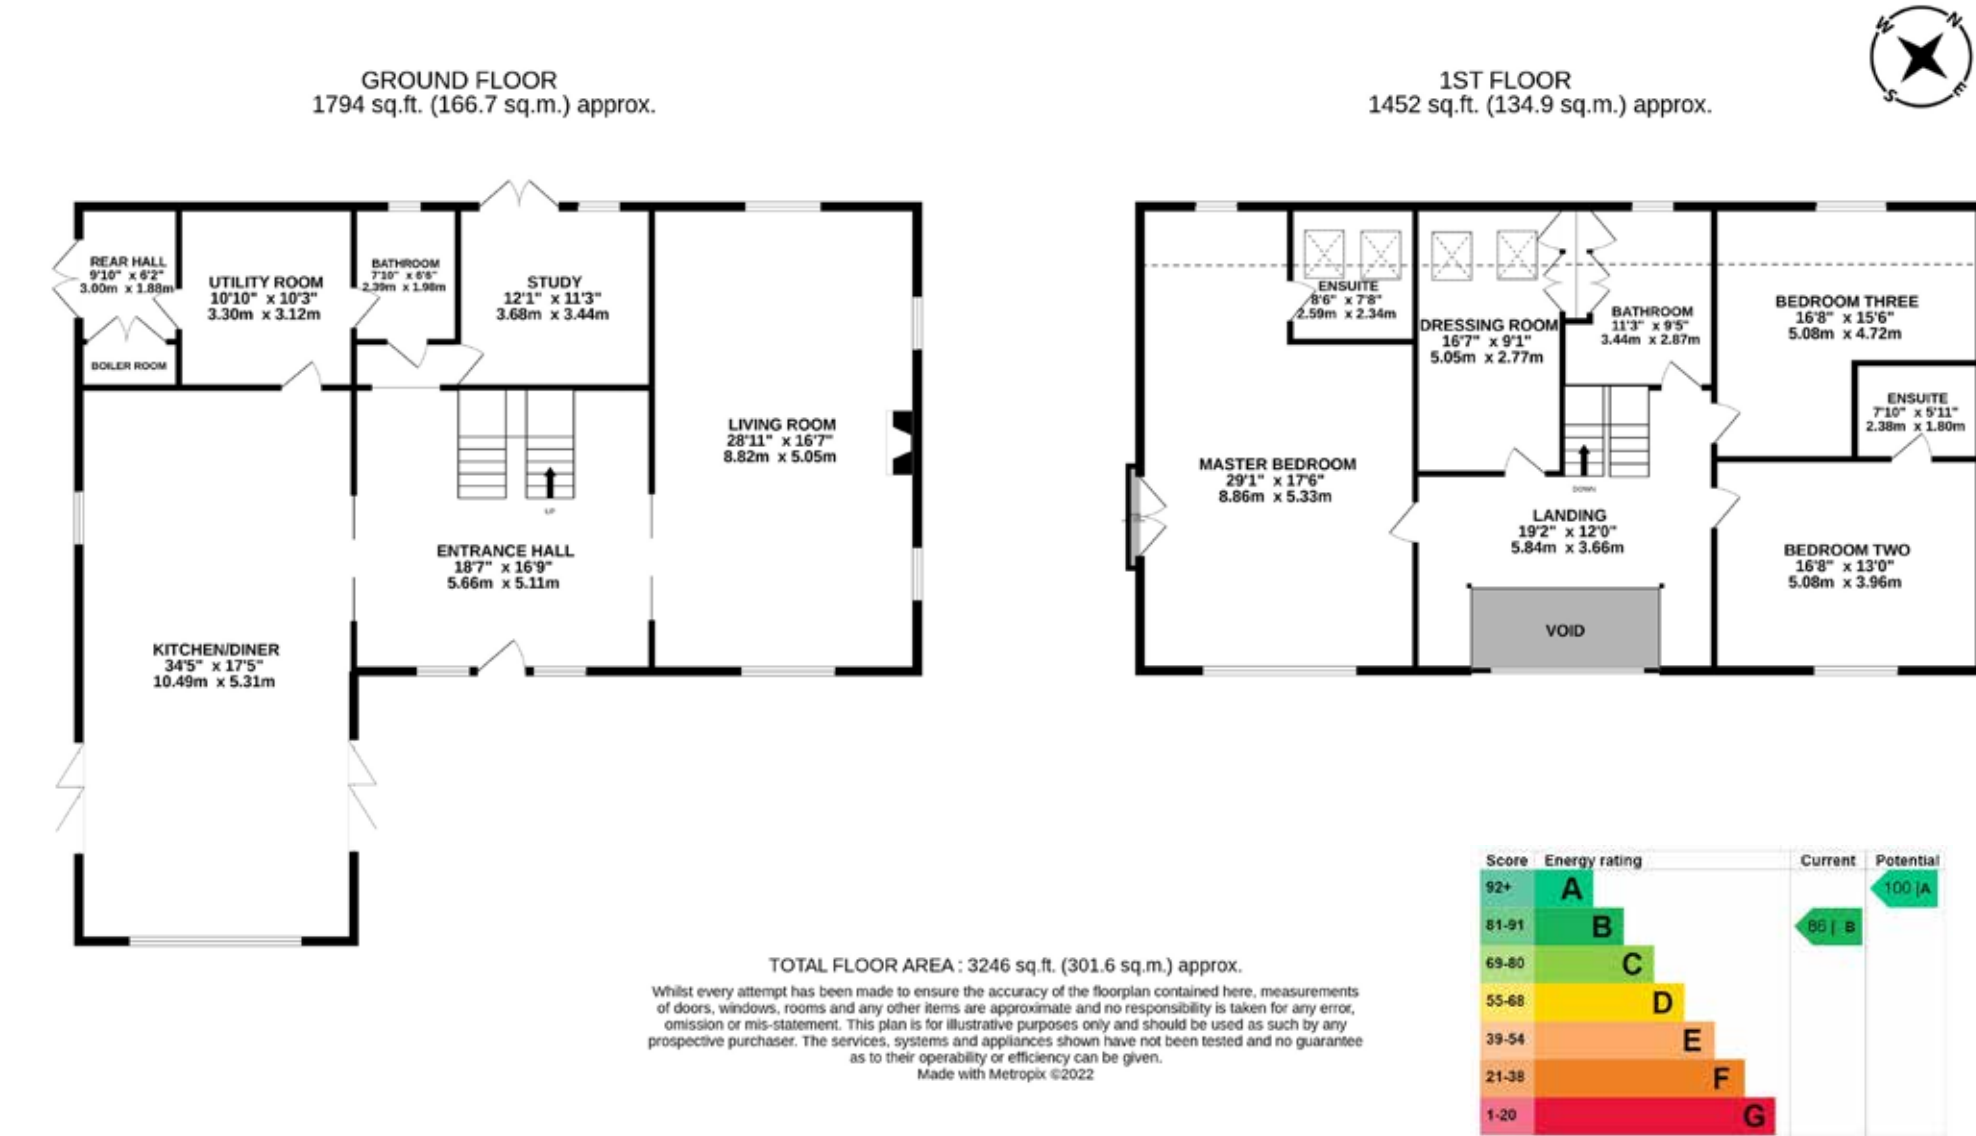 GROUND FLOOR
1794 sq.ft. (166.7 sq.m.) approx.
REAR HALL
9'10" x 6'2"
3.00m x 1.88m
BOILER ROOM
UTILITY ROOM
10'10" x 10'3"
3.30m x 3.12m
BATHROOM
7'10" x 6'6"
2.39m x 1.98m
STUDY
12'1" x 11'3"
3.68m x 3.44m
LIVING ROOM
28'11" x 16'7"
8.82m x 5.05m
UP
ENTRANCE HALL
18'7" x 16'9"
5.66m x 5.11m
KITCHEN/DINER
34'5" x 17'5"
10.49m x 5.31m
1ST FLOOR
1452 sq.ft. (134.9 sq.m.) approx.
W
N
S
E
ENSUITE
8'6" x 7'8"
2.59m x 2.34m
DRESSING ROOM
16'7" x 9'1"
5.05m x 2.77m
BATHROOM
11'3" x 9'5"
3.44m x 2.87m
BEDROOM THREE
16'8" x 15'6"
5.08m x 4.72m
ENSUITE
7'10" x 5'11"
2.38m x 1.80m
MASTER BEDROOM
29'1" x 17'6"
8.86m x 5.33m
DOWN
LANDING
19'2" x 12'0"
5.84m x 3.66m
BEDROOM TWO
16'8" x 13'0"
5.08m x 3.96m
VOID
TOTAL FLOOR AREA : 3246 sq.ft. (301.6 sq.m.) approx.
Whilst every attempt has been made to ensure the accuracy of the floorplan contained here, measurements
of doors, windows, rooms and any other items are approximate and no responsibility is taken for any error,
omission or mis-statement. This plan is for illustrative purposes only and should be used as such by any
prospective purchaser. The services, systems and appliances shown have not been tested and no guarantee
as to their operability or efficiency can be given.
Made with Metropix ©2022
Score Energy rating Current Potential
92+ A 100 | A
81-91 B 86 | B
69-80 C
55-68 D
39-54 E
21-38 F
1-20 G